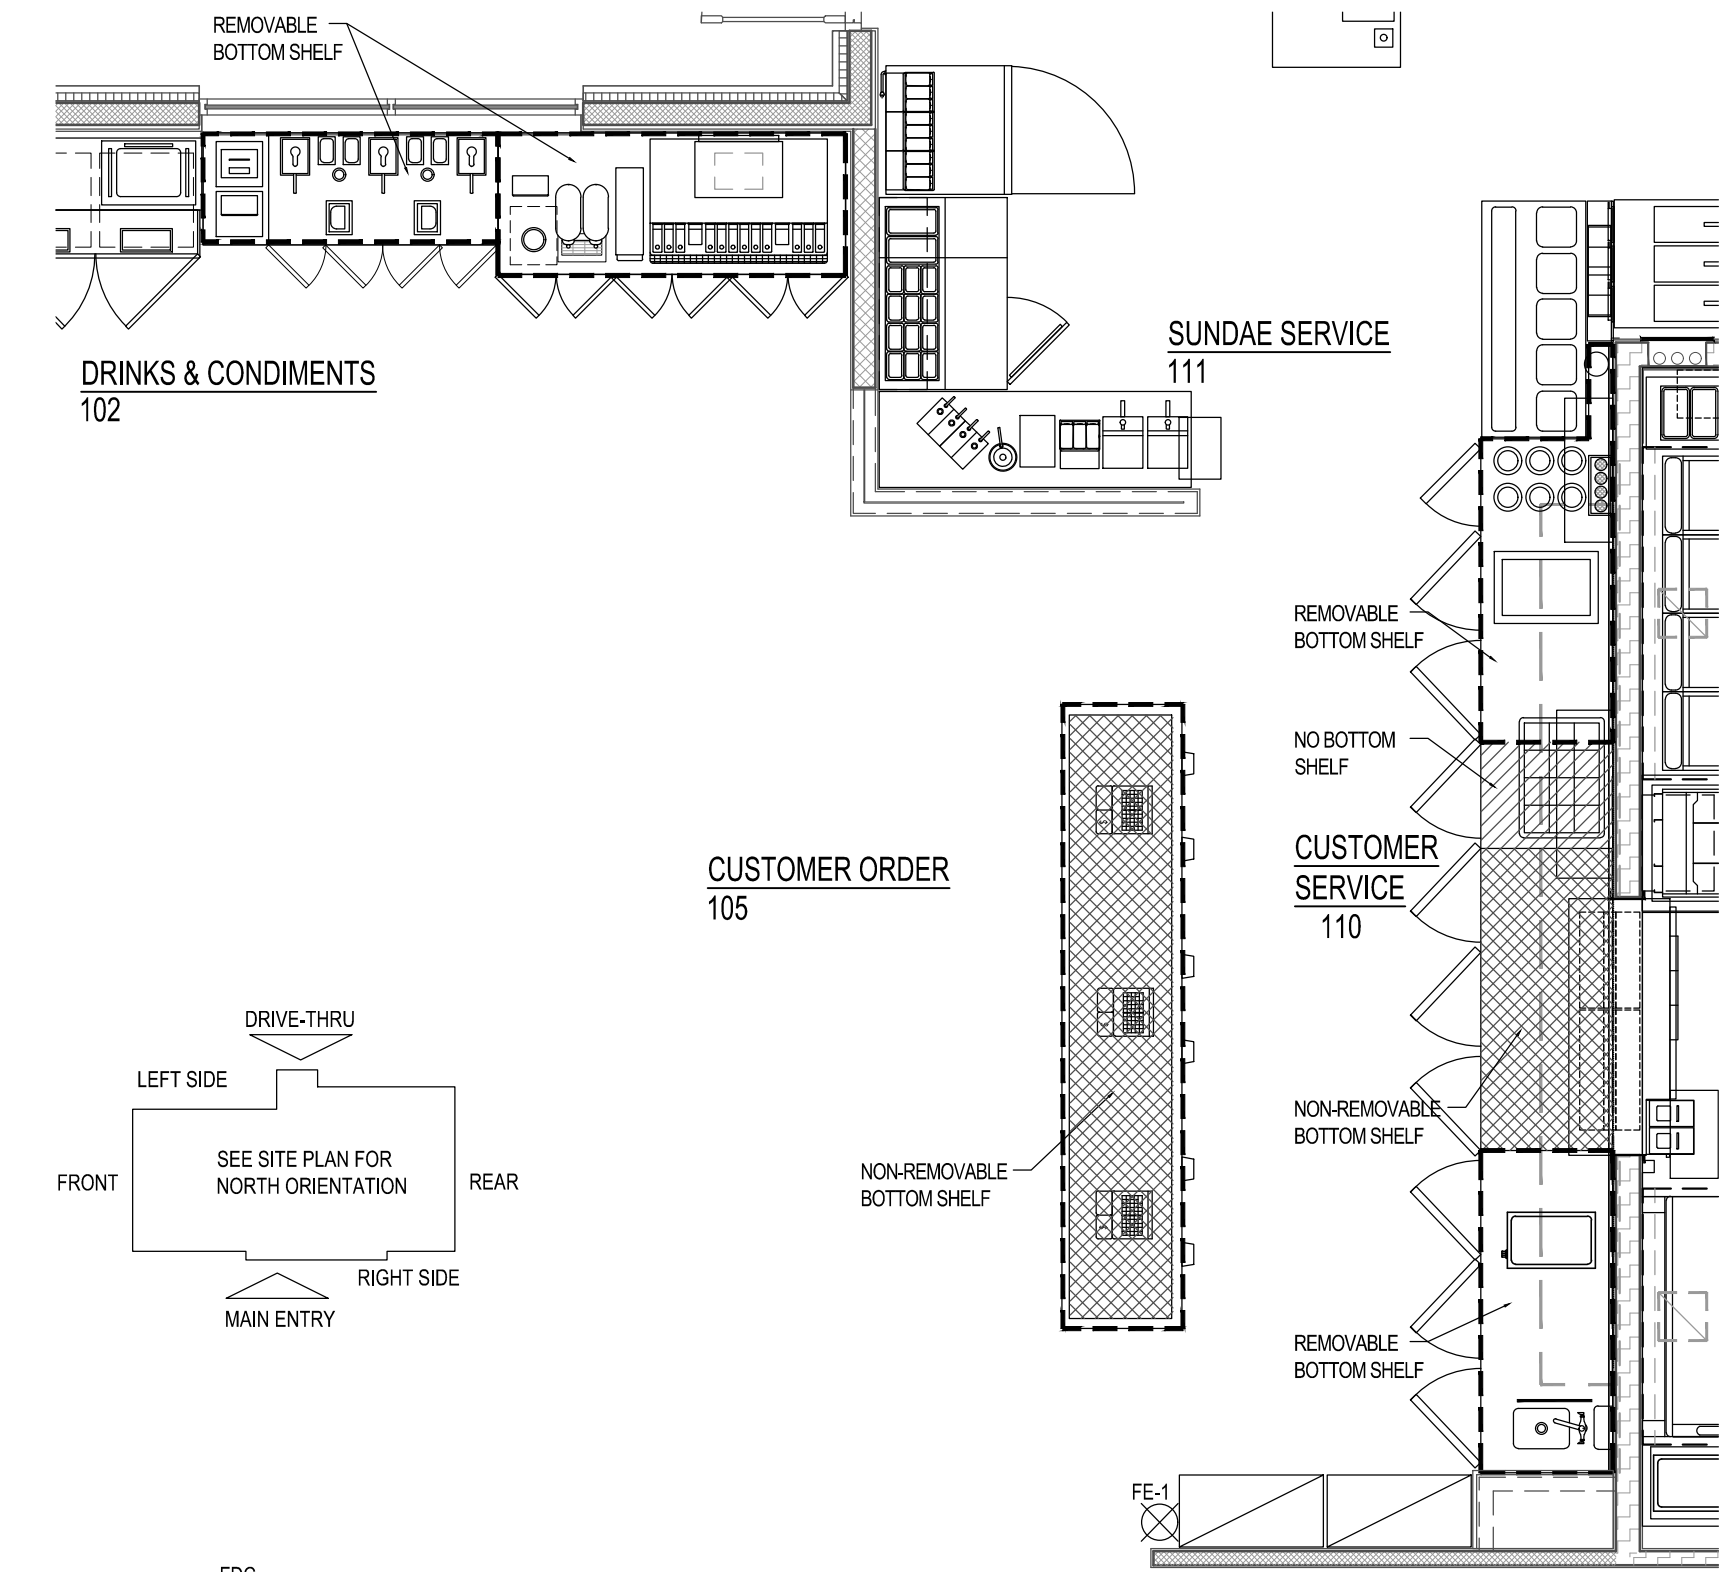 REMOVABLE
BOTTOM SHELF
DRINKS & CONDIMENTS
102
SUNDAE SERVICE
111
REMOVABLE
BOTTOM SHELF
NO BOTTOM
SHELF
CUSTOMER
SERVICE
110
CUSTOMER ORDER
105
NON-REMOVABLE
BOTTOM SHELF
NON-REMOVABLE
BOTTOM SHELF
REMOVABLE
BOTTOM SHELF
DRIVE-THRU
LEFT SIDE
SEE SITE PLAN FOR
NORTH ORIENTATION
FRONT
REAR
RIGHT SIDE
MAIN ENTRY
FE-1